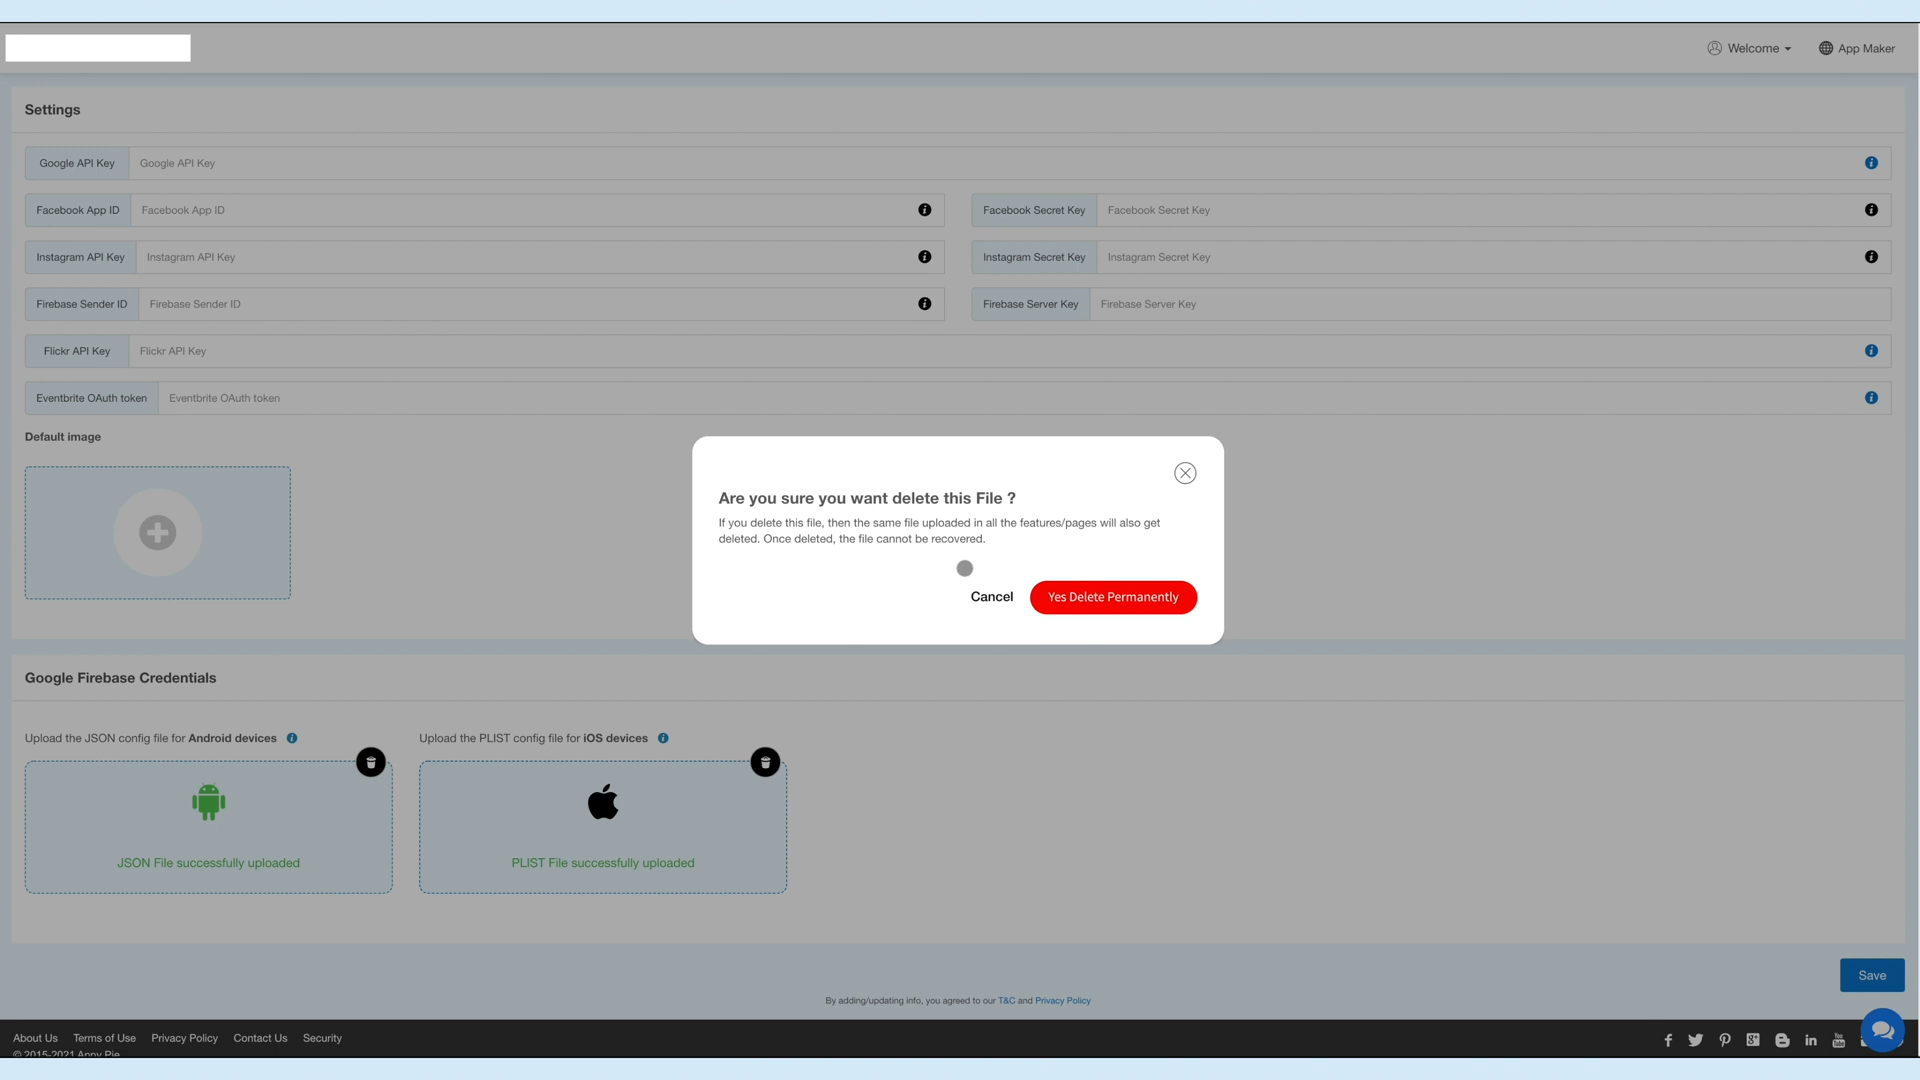 Welcome
App Maker
Settings
Google API Key Google API Key
Facebook App ID Facebook App ID
Facebook Secret Key Facebook Secret Key
Instagram API Key Instagram API Key
Instagram Secret Key Instagram Secret Key
Firebase Sender ID Firebase Sender ID
Firebase Server Key Firebase Server Key
Flickr API Key Flickr API Key
Eventbrite OAuth token Eventbrite OAuth token
Default image
Are you sure you want delete this File ?
If you delete this file, then the same file uploaded in all the features/pages will also get
deleted. Once deleted, the file cannot be recovered.
Cancel
Yes Delete Permanently
Google Firebase Credentials
Upload the JSON config file for Android devices
Upload the PLIST config file for iOS devices
JSON File successfully uploaded
PLIST File successfully uploaded
Save
By adding/updating info, you agreed to our T&C and Privacy Policy
About Us Terms of Use Privacy Policy Contact Us Security
© 2015-2021 Appy Pie